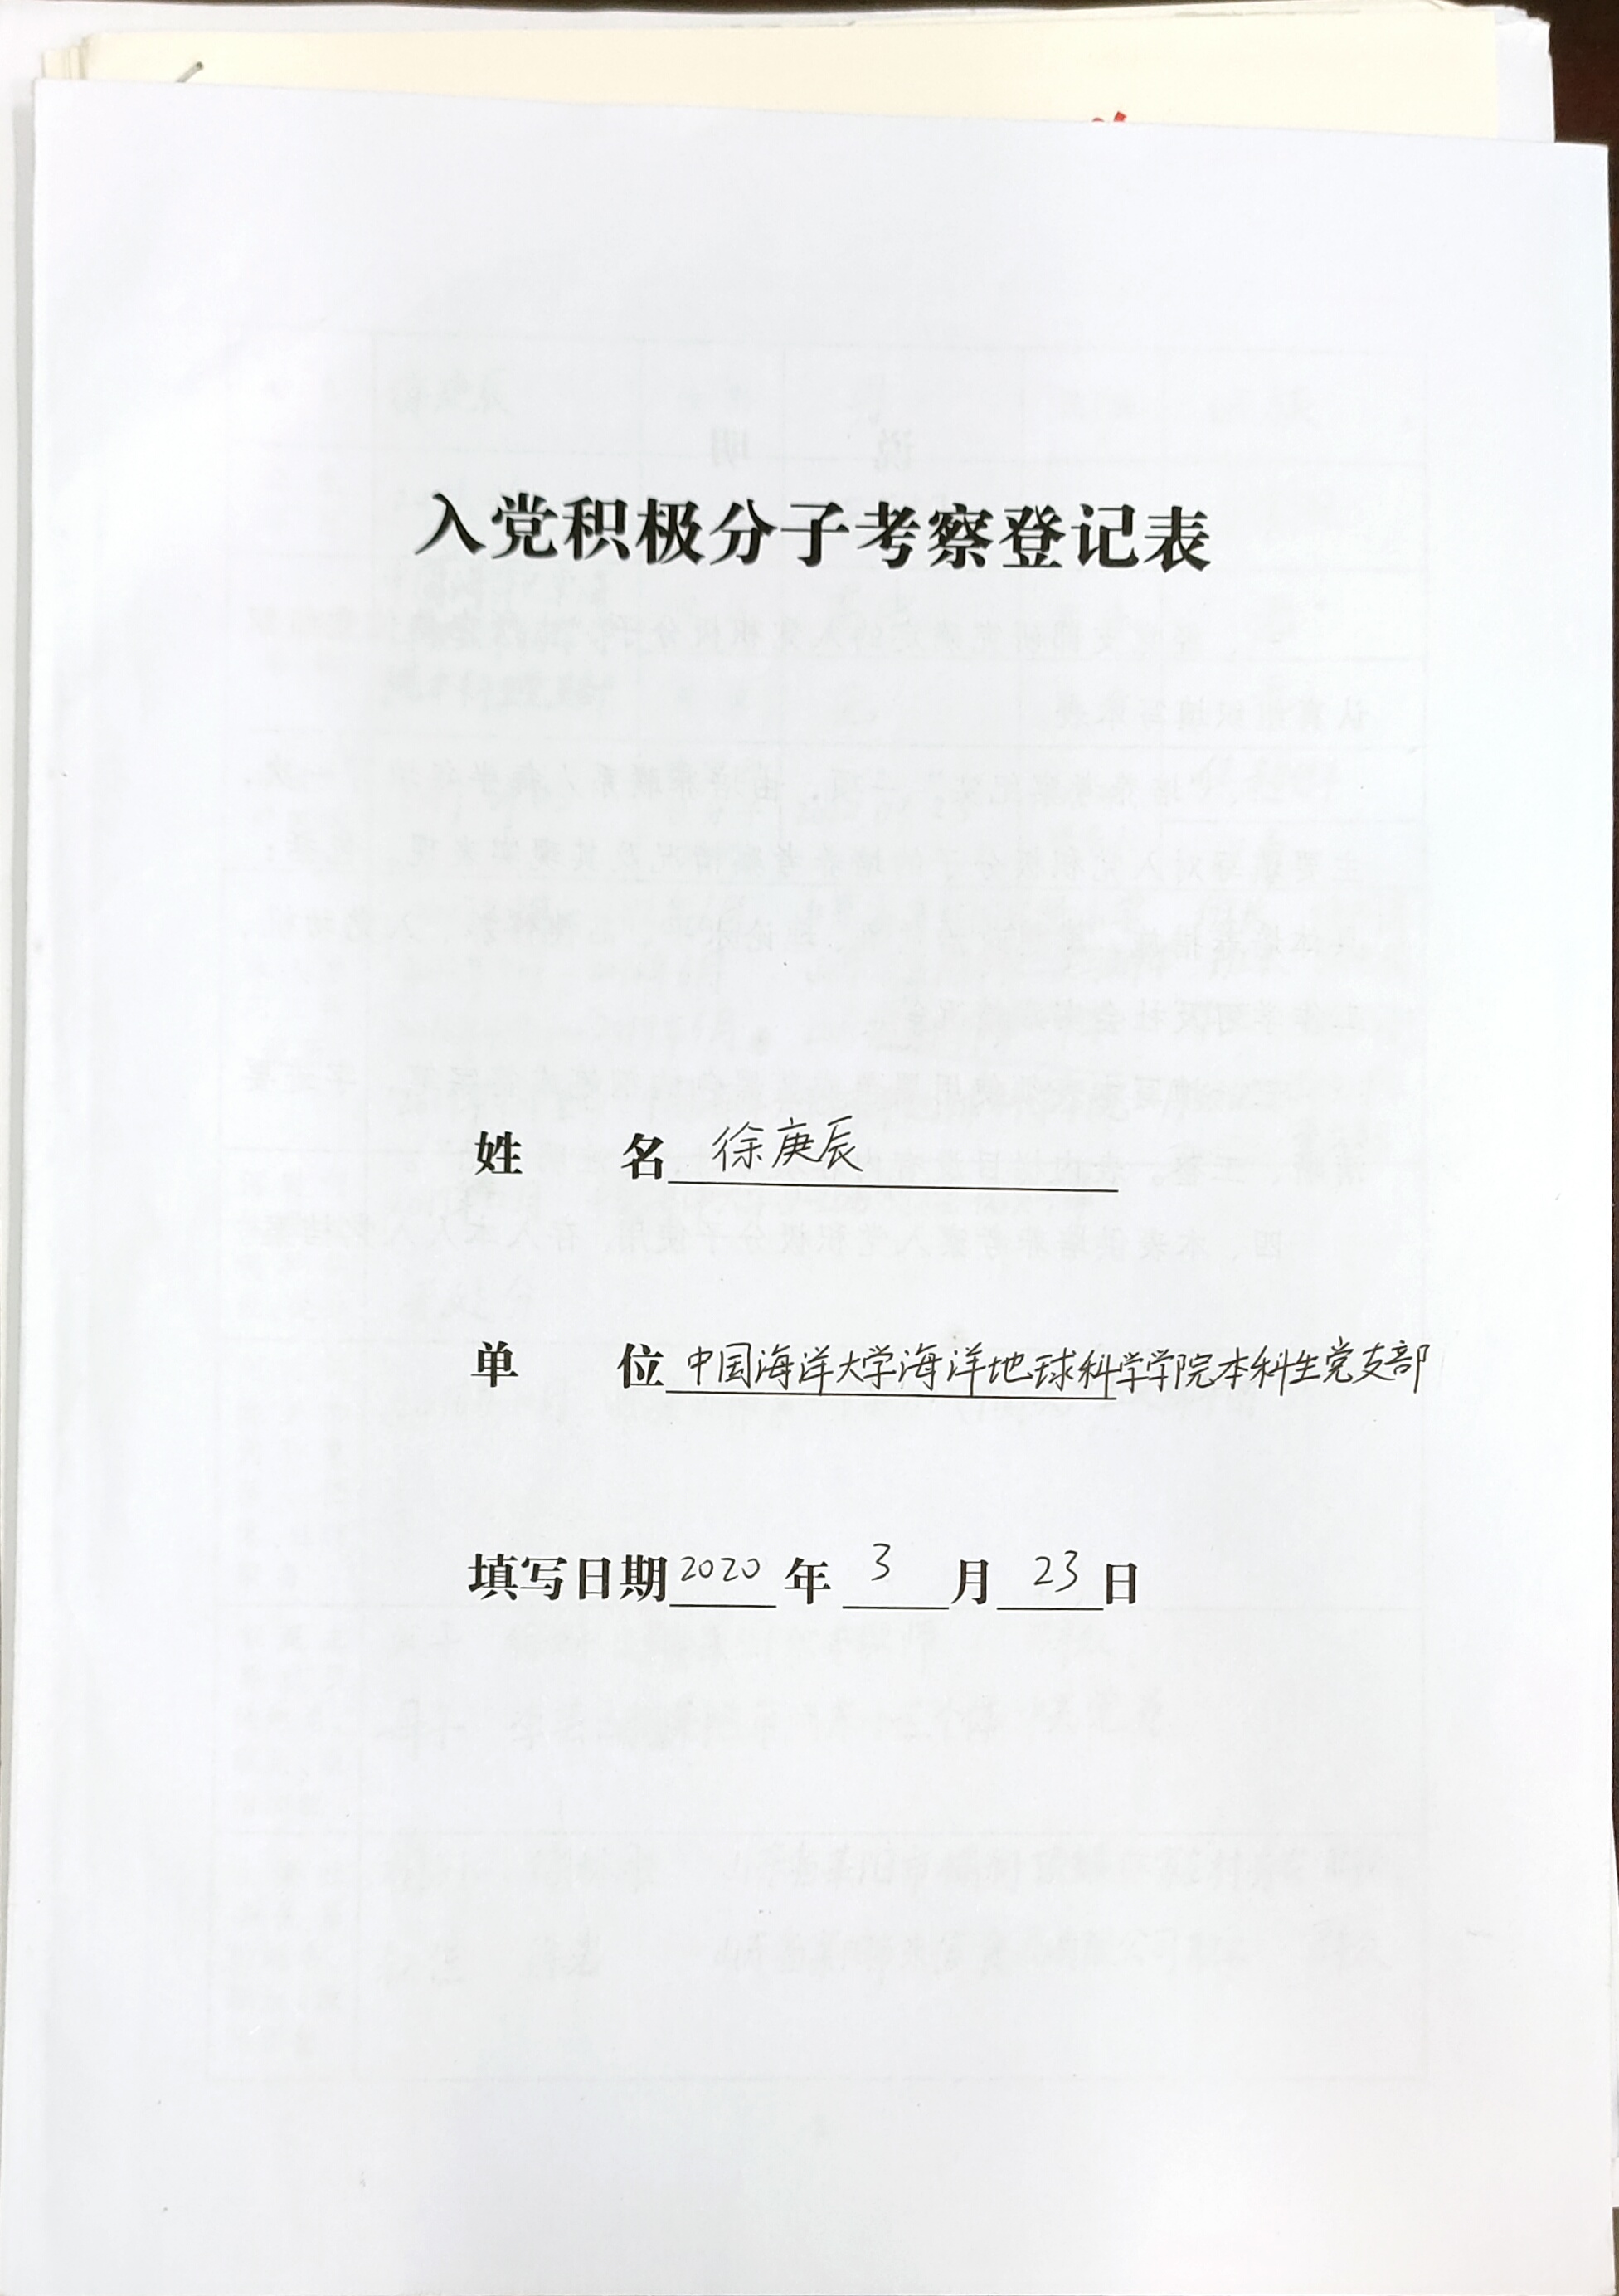 入党积极分子考察登记表
姓 名 徐庚辰
单 位 中国海洋大学海洋地球科学学院本科生党支部
填写日期 2020 年 3 月 23 日